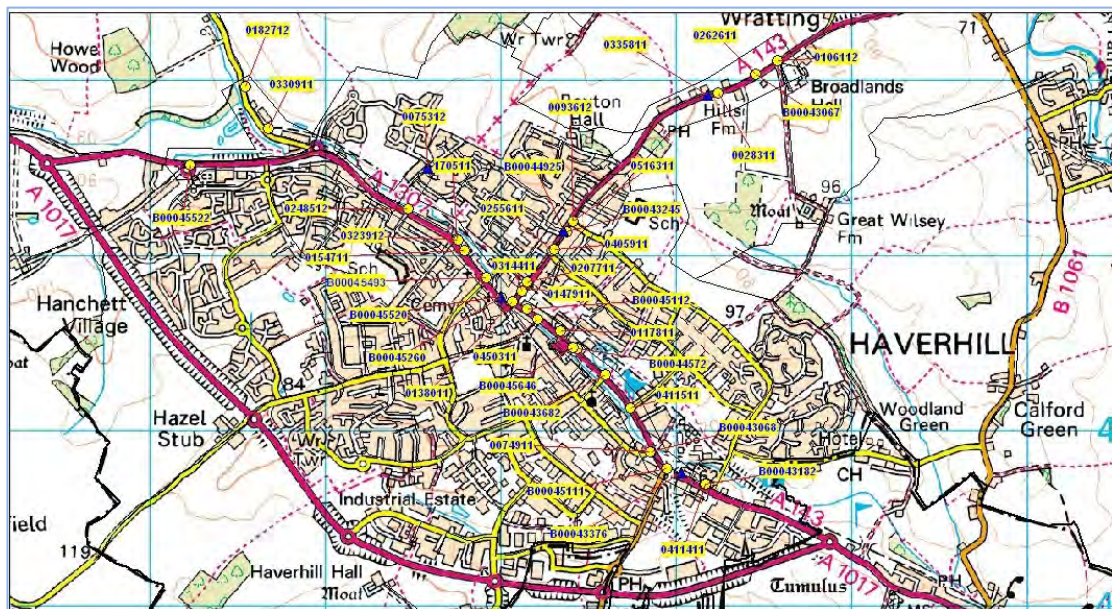 Wratting
0182712
0335811
0262611
71
Howe
Wood
Wr Twr
A 143
0106112
0330911
0093612
Broadlands
Hall
Boyton
Hall
0075312
Hills
Fm
B00043067
PH
170511
B00044925
0516311
0028311
A 1307
96
A 1017
B00045522
0248512
0255611
B00043245
Sch
Moat
Great Wilsey
Fm
0323912
0405911
0154711
Sch
0314411
0207711
B 1061
B00045493
Hanchett
Village
Cemy
0147911
B00045112
B00045520
97
0117811
HAVERHILL
B00045260
0450311
B00044572
84
0138011
B00045646
Hazel
Stub
B00043682
0411511
Woodland
Green
Calford
Green
Wr
Twr
0074911
B00043068
Hotel
B00043182
CH
Industrial Estate
B00045111
A 143
119
B00043376
0411411
Haverhill Hall
Moat
PH
Tumulus
A 1017
PH